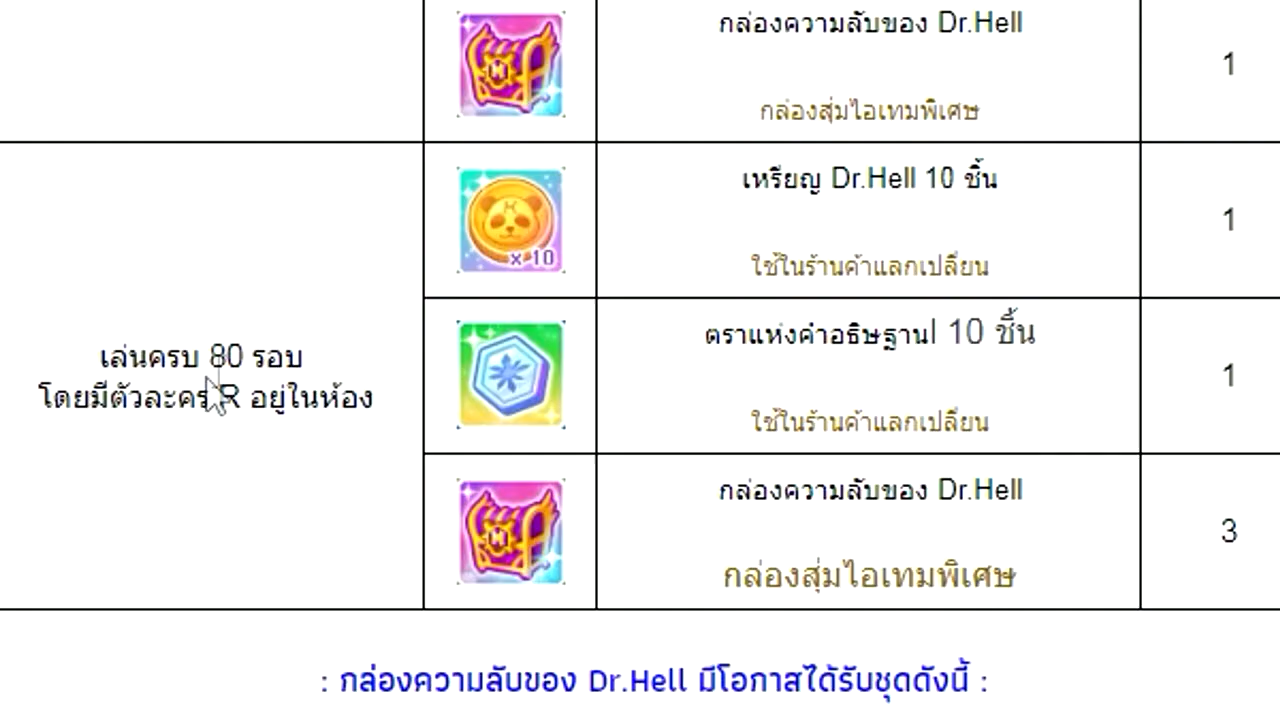 กล่องความลับของ Dr.Hell
1
กล่องสุ่มไอเทมพิเศษ
เหรียญ Dr.Hell 10 ชิ้น
x 10
1
ใช้ในร้านค้าแลกเปลี่ยน
เล่นครบ 80 รอบ
โดยมีตัวละคร R อยู่ในห้อง
ตราแห่งคำอธิษฐานl 10 ชิ้น
1
ใช้ในร้านค้าแลกเปลี่ยน
กล่องความลับของ Dr.Hell
3
กล่องสุ่มไอเทมพิเศษ
: กล่องความลับของ Dr.Hell มีโอกาสได้รับชุดดังนี้ :